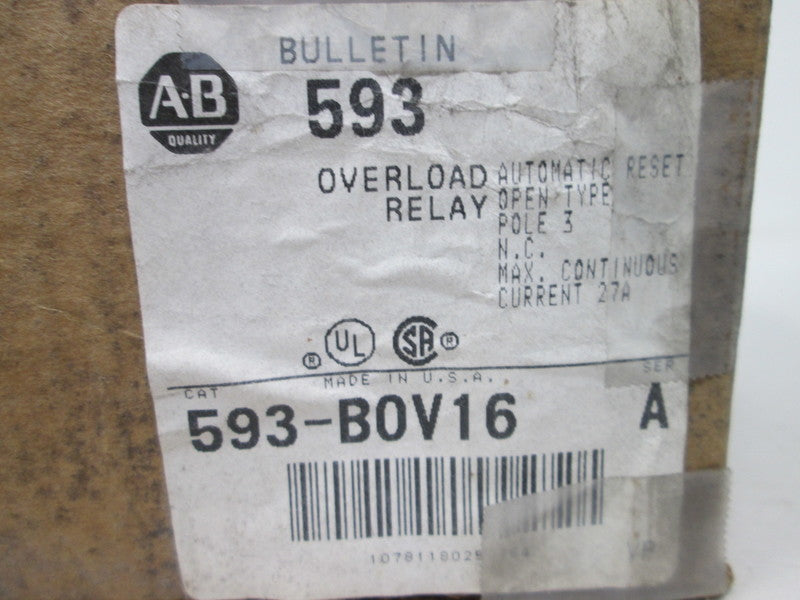 BULLETIN
593
A·B
QUALITY
OVERLOAD
RELAY
AUTOMATIC RESET
OPEN TYPE
POLE 3
N.C.
MAX. CONTINUOUS
CURRENT 27A
® UL SA ®
MADE IN U.S.A.
CAT SER
593-BOV16 A